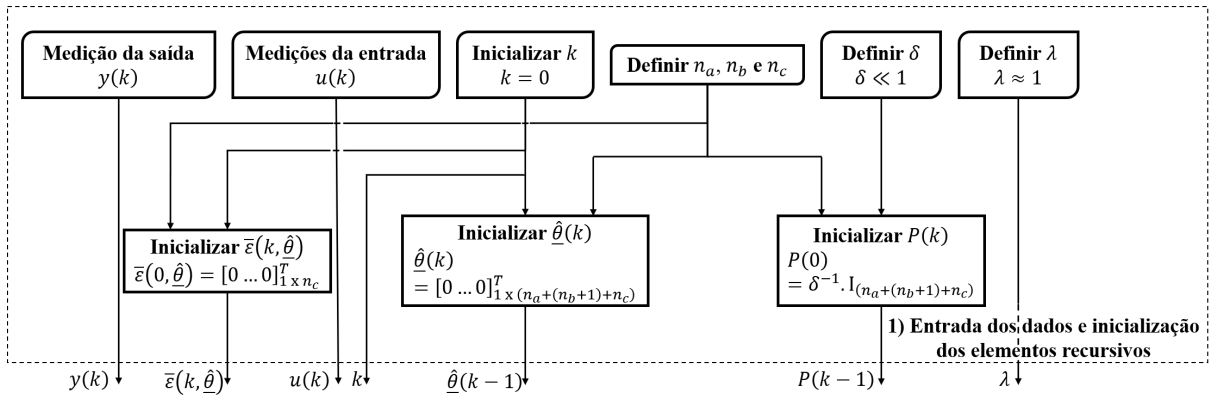 Medição da saída
y(k)
Medições da entrada
u(k)
Inicializar k
k = 0
Definir n_a, n_b e n_c
Definir δ
δ ≪ 1
Definir λ
λ ≈ 1
Inicializar ε̅(k, θ̲̂)
ε̅(0, θ̲̂) = [0 … 0]^T_{1 x n_c}
Inicializar θ̲̂(k)
θ̲̂(k)
= [0 … 0]^T_{1 x (n_a+(n_b+1)+n_c)}
Inicializar P(k)
P(0)
= δ^{-1}. I_{(n_a+(n_b+1)+n_c)}
1) Entrada dos dados e inicialização
dos elementos recursivos
y(k)
ε̅(k, θ̲̂)
u(k)
k
θ̲̂(k−1)
P(k−1)
λ